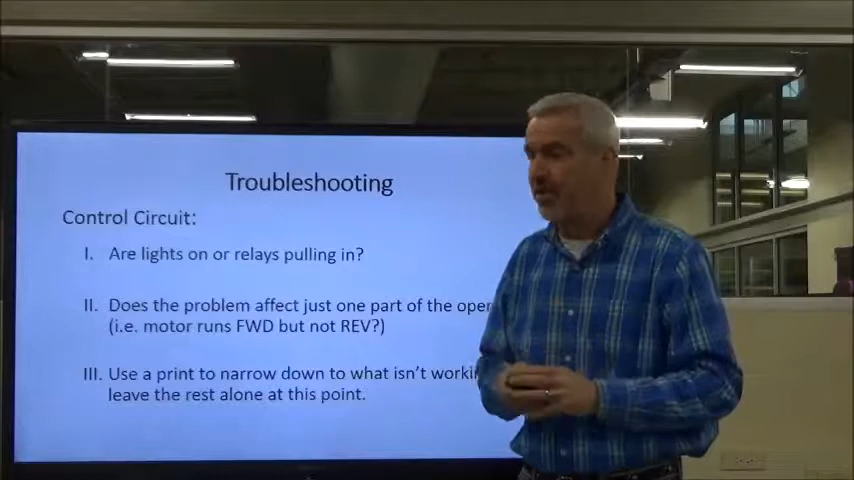 Troubleshooting
Control Circuit:
I. Are lights on or relays pulling in?
II. Does the problem affect just one part of the oper
(i.e. motor runs FWD but not REV?)
III. Use a print to narrow down to what isn't worki
leave the rest alone at this point.